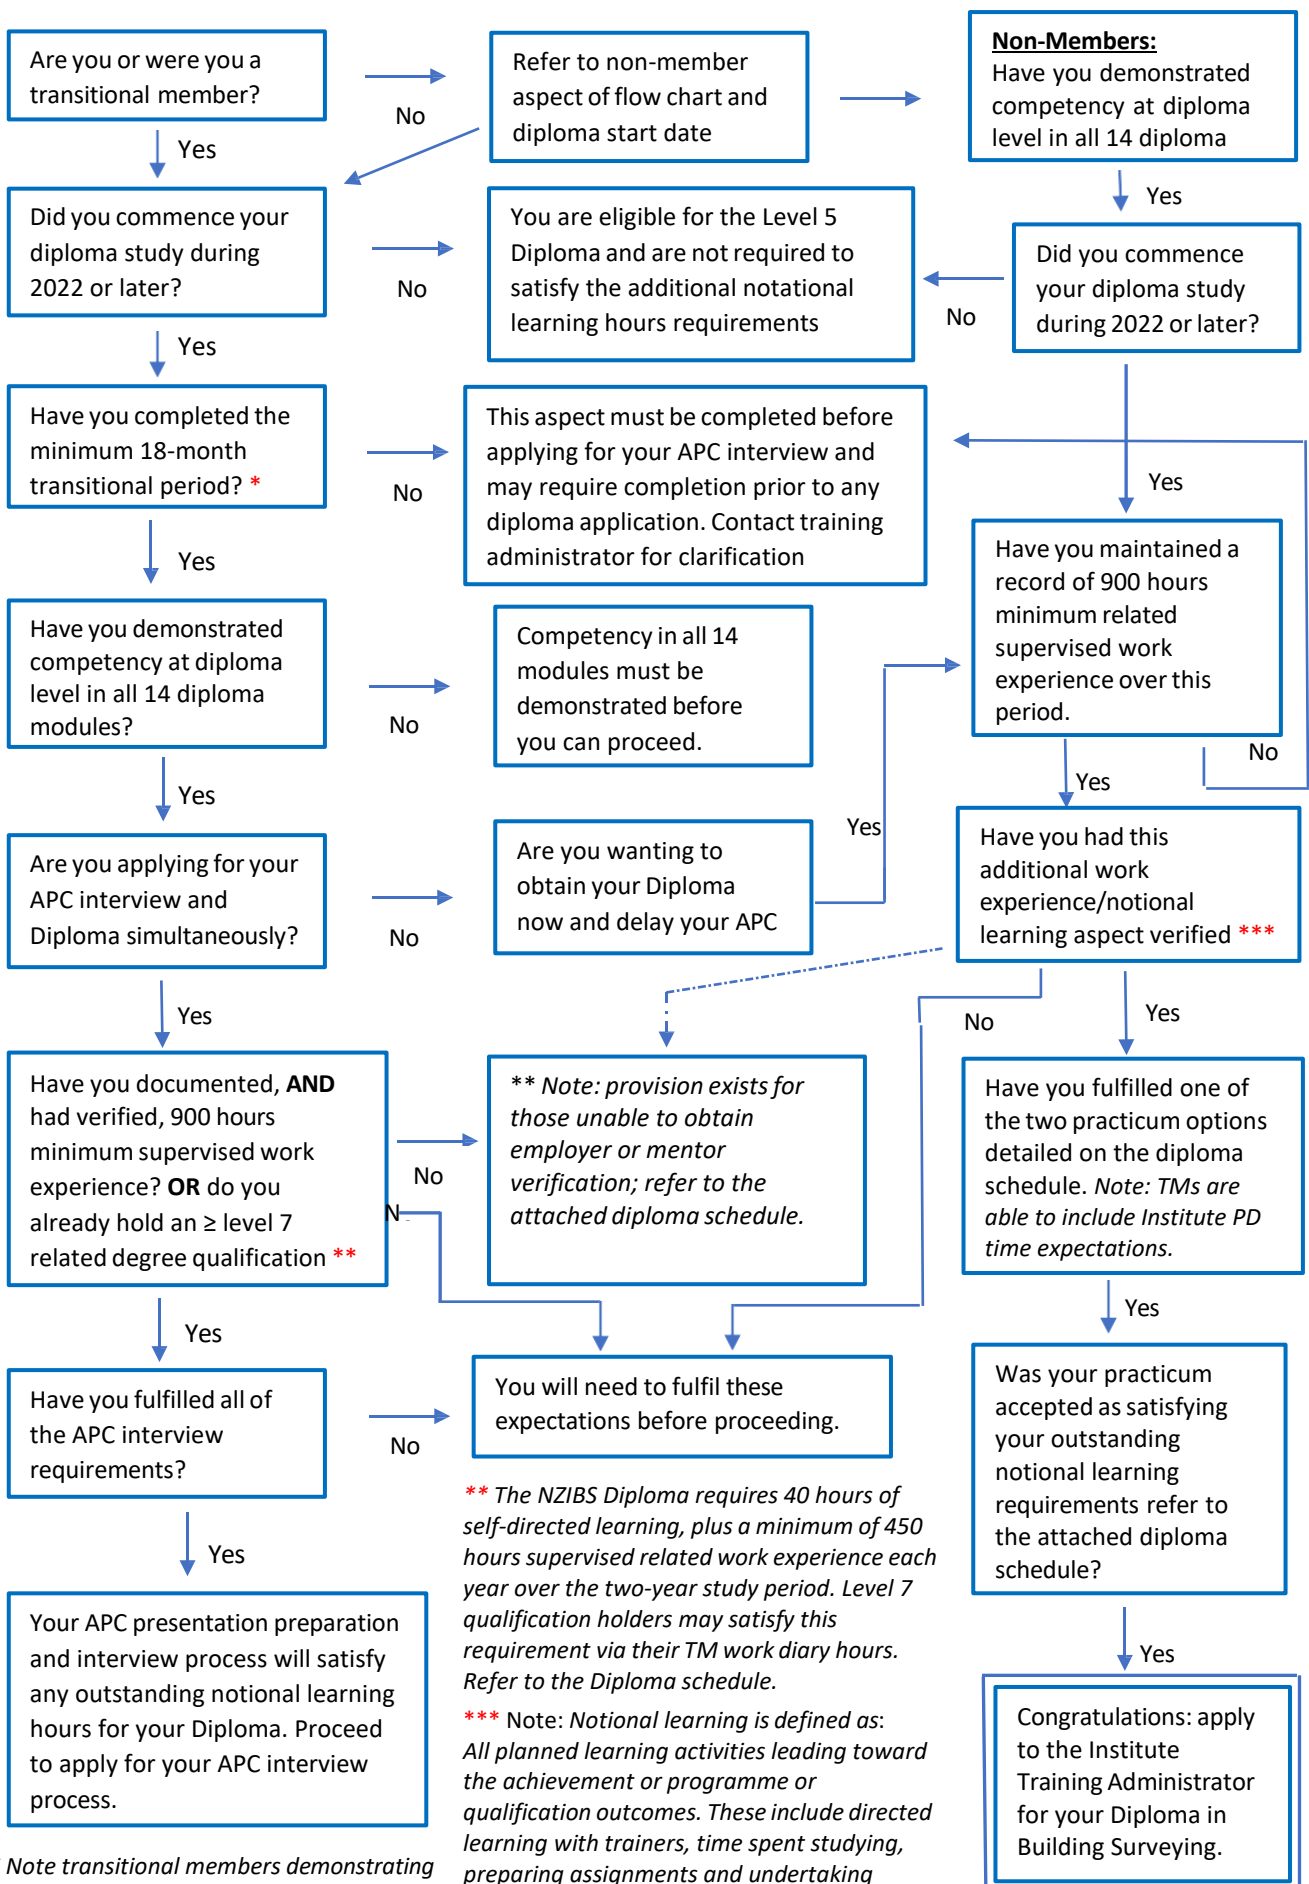 Are you or were you a
transitional member?
No
Refer to non-member
aspect of flow chart and
diploma start date
Non-Members:
Have you demonstrated
competency at diploma
level in all 14 diploma
Yes
Yes
Did you commence your
diploma study during
2022 or later?
No
You are eligible for the Level 5
Diploma and are not required to
satisfy the additional notational
learning hours requirements
No
Did you commence
your diploma study
during 2022 or later?
Yes
Yes
Have you completed the
minimum 18-month
transitional period? *
No
This aspect must be completed before
applying for your APC interview and
may require completion prior to any
diploma application. Contact training
administrator for clarification
Have you maintained a
record of 900 hours
minimum related
supervised work
experience over this
period.
No
Yes
Yes
Have you demonstrated
competency at diploma
level in all 14 diploma
modules?
No
Competency in all 14
modules must be
demonstrated before
you can proceed.
Yes
Are you applying for your
APC interview and
Diploma simultaneously?
No
Are you wanting to
obtain your Diploma
now and delay your APC
Yes
Have you had this
additional work
experience/notional
learning aspect verified ***
No
Yes
Yes
Have you documented, AND
had verified, 900 hours
minimum supervised work
experience? OR do you
already hold an ≥ level 7
related degree qualification **
No
N
** Note: provision exists for
those unable to obtain
employer or mentor
verification; refer to the
attached diploma schedule.
Have you fulfilled one of
the two practicum options
detailed on the diploma
schedule. Note: TMs are
able to include Institute PD
time expectations.
Yes
Yes
Have you fulfilled all of
the APC interview
requirements?
No
You will need to fulfil these
expectations before proceeding.
Was your practicum
accepted as satisfying
your outstanding
notional learning
requirements refer to
the attached diploma
schedule?
Yes
Yes
Your APC presentation preparation
and interview process will satisfy
any outstanding notional learning
hours for your Diploma. Proceed
to apply for your APC interview
process.
** The NZIBS Diploma requires 40 hours of
self-directed learning, plus a minimum of 450
hours supervised related work experience each
year over the two-year study period. Level 7
qualification holders may satisfy this
requirement via their TM work diary hours.
Refer to the Diploma schedule.
*** Note: Notional learning is defined as:
All planned learning activities leading toward
the achievement or programme or
qualification outcomes. These include directed
learning with trainers, time spent studying,
preparing assignments and undertaking
Congratulations: apply
to the Institute
Training Administrator
for your Diploma in
Building Surveying.
Note transitional members demonstrating